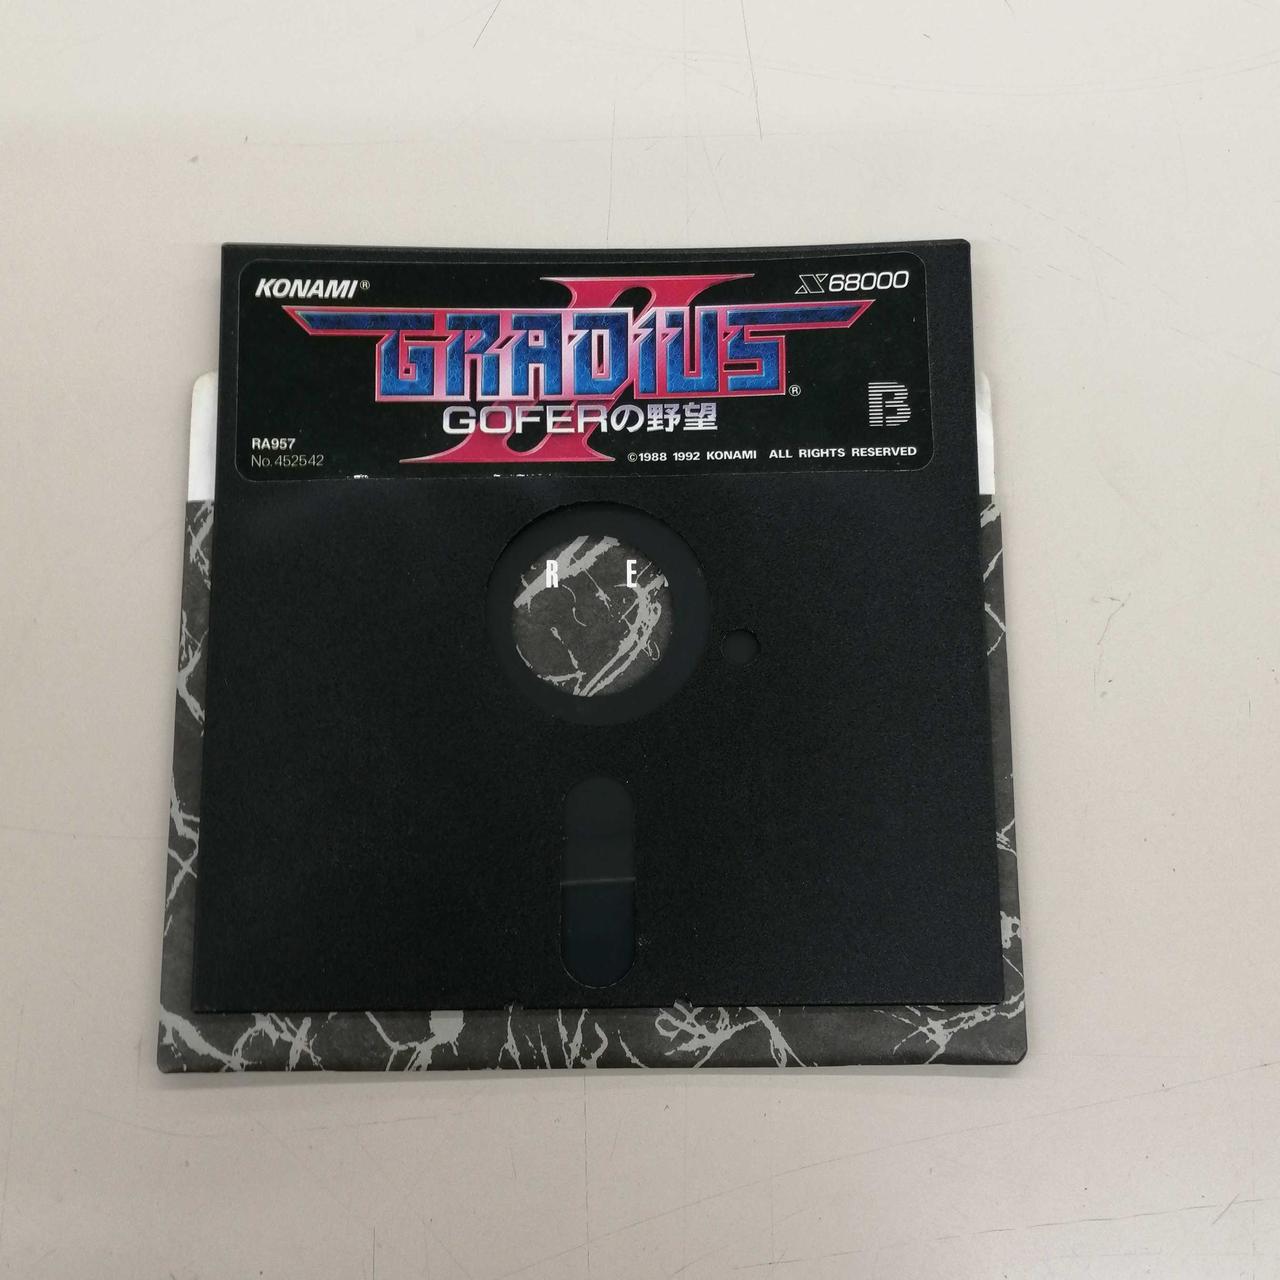 KONAMI®
X68000
II
GRADIUS®
GOFERの野望
B
RA957
No.452542
©1988 1992 KONAMI ALL RIGHTS RESERVED
R E